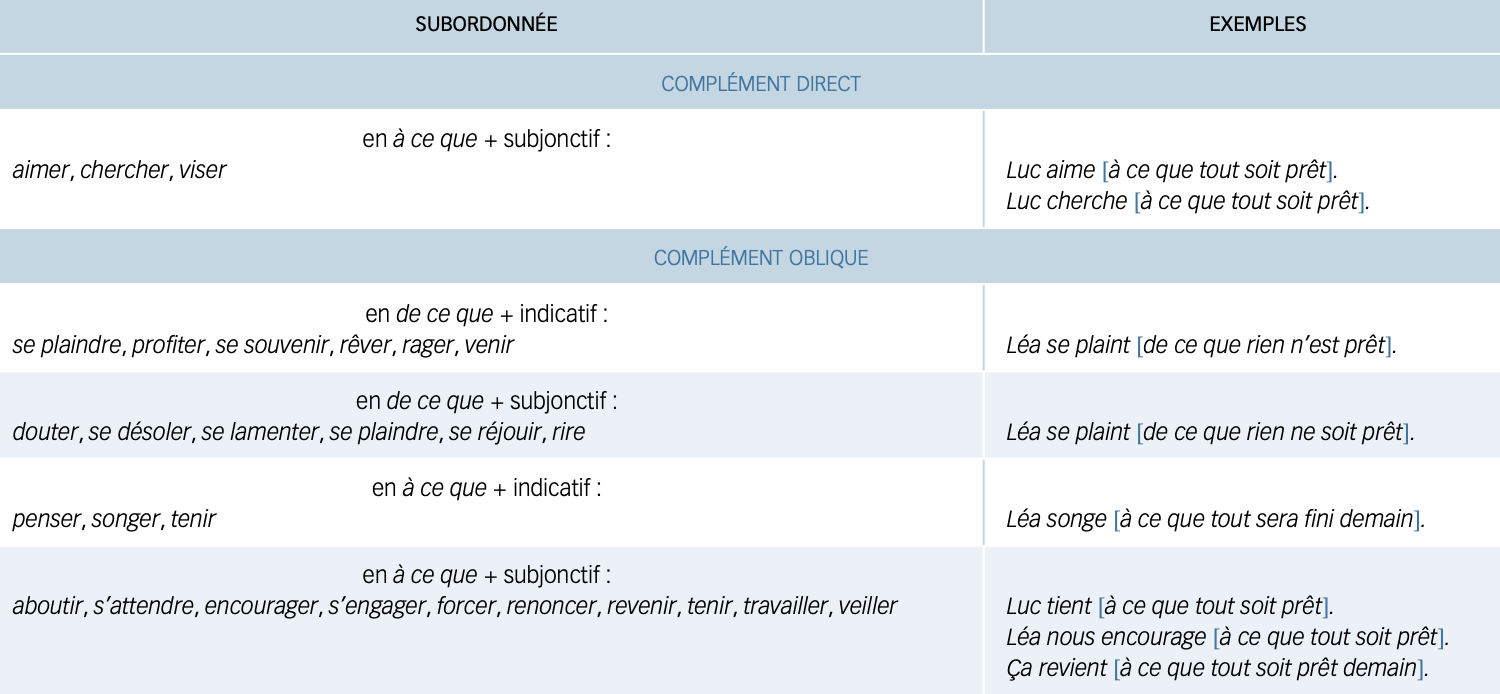 SUBORDONNÉE EXEMPLES
COMPLÉMENT DIRECT
en à ce que + subjonctif :
aimer, chercher, viser Luc aime [à ce que tout soit prêt].
Luc cherche [à ce que tout soit prêt].
COMPLÉMENT OBLIQUE
en de ce que + indicatif :
se plaindre, profiter, se souvenir, rêver, rager, venir Léa se plaint [de ce que rien n’est prêt].
en de ce que + subjonctif :
douter, se désoler, se lamenter, se plaindre, se réjouir, rire Léa se plaint [de ce que rien ne soit prêt].
en à ce que + indicatif :
penser, songer, tenir Léa songe [à ce que tout sera fini demain].
en à ce que + subjonctif :
aboutir, s’attendre, encourager, s’engager, forcer, renoncer, revenir, tenir, travailler, veiller Luc tient [à ce que tout soit prêt].
Léa nous encourage [à ce que tout soit prêt].
Ça revient [à ce que tout soit prêt demain].